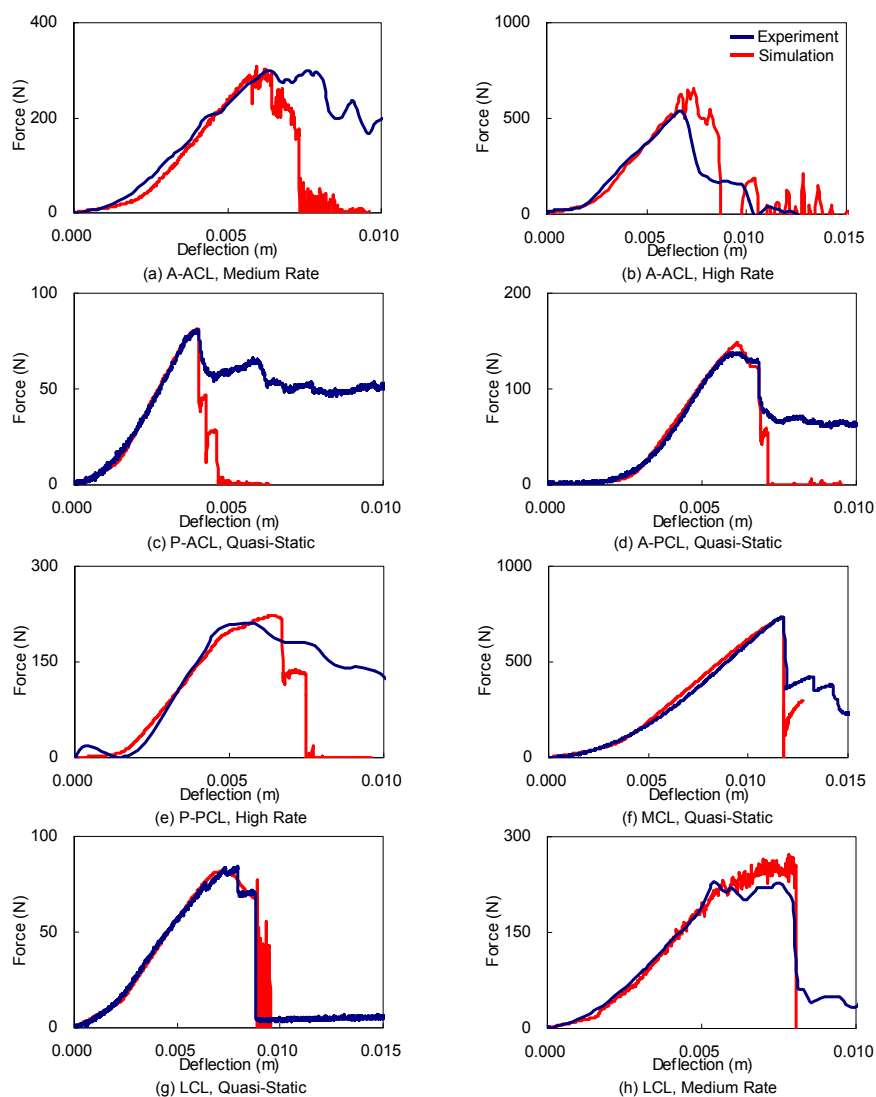 400
200
0
Force (N)
0.000
0.005
0.010
Deflection (m)
(a) A-ACL, Medium Rate
1000
500
0
Force (N)
Experiment
Simulation
0.000
0.005
0.010
0.015
Deflection (m)
(b) A-ACL, High Rate
100
50
0
Force (N)
0.000
0.005
0.010
Deflection (m)
(c) P-ACL, Quasi-Static
200
100
0
Force (N)
0.000
0.005
0.010
Deflection (m)
(d) A-PCL, Quasi-Static
300
150
0
Force (N)
0.000
0.005
0.010
Deflection (m)
(e) P-PCL, High Rate
1000
500
0
Force (N)
0.000
0.005
0.010
0.015
Deflection (m)
(f) MCL, Quasi-Static
100
50
0
Force (N)
0.000
0.005
0.010
0.015
Deflection (m)
(g) LCL, Quasi-Static
300
150
0
Force (N)
0.000
0.005
0.010
Deflection (m)
(h) LCL, Medium Rate